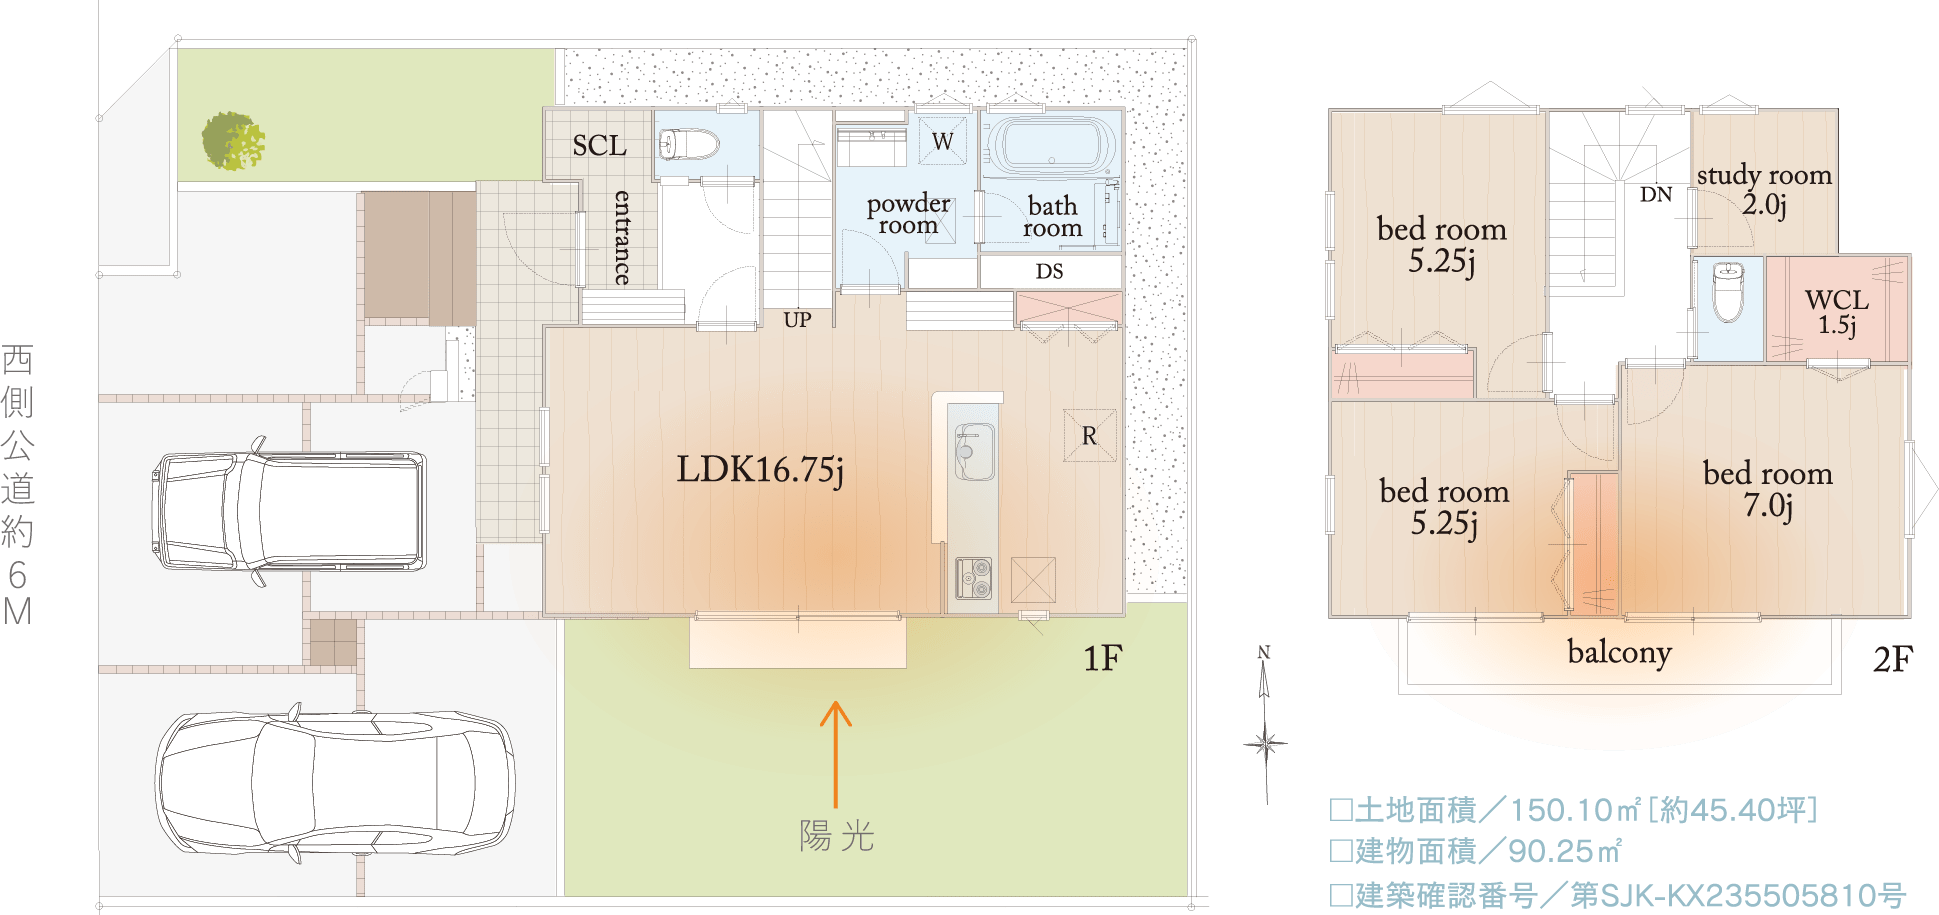 西側公道約6M
SCL
entrance
W
powder
room
bath
room
DS
UP
LDK16.75j
R
1F
陽光
bed room
5.25j
DN
study room
2.0j
WCL
1.5j
bed room
5.25j
bed room
7.0j
balcony
2F
N
□土地面積／150.10㎡[約45.40坪]
□建物面積／90.25㎡
□建築確認番号／第SJK-KX235505810号